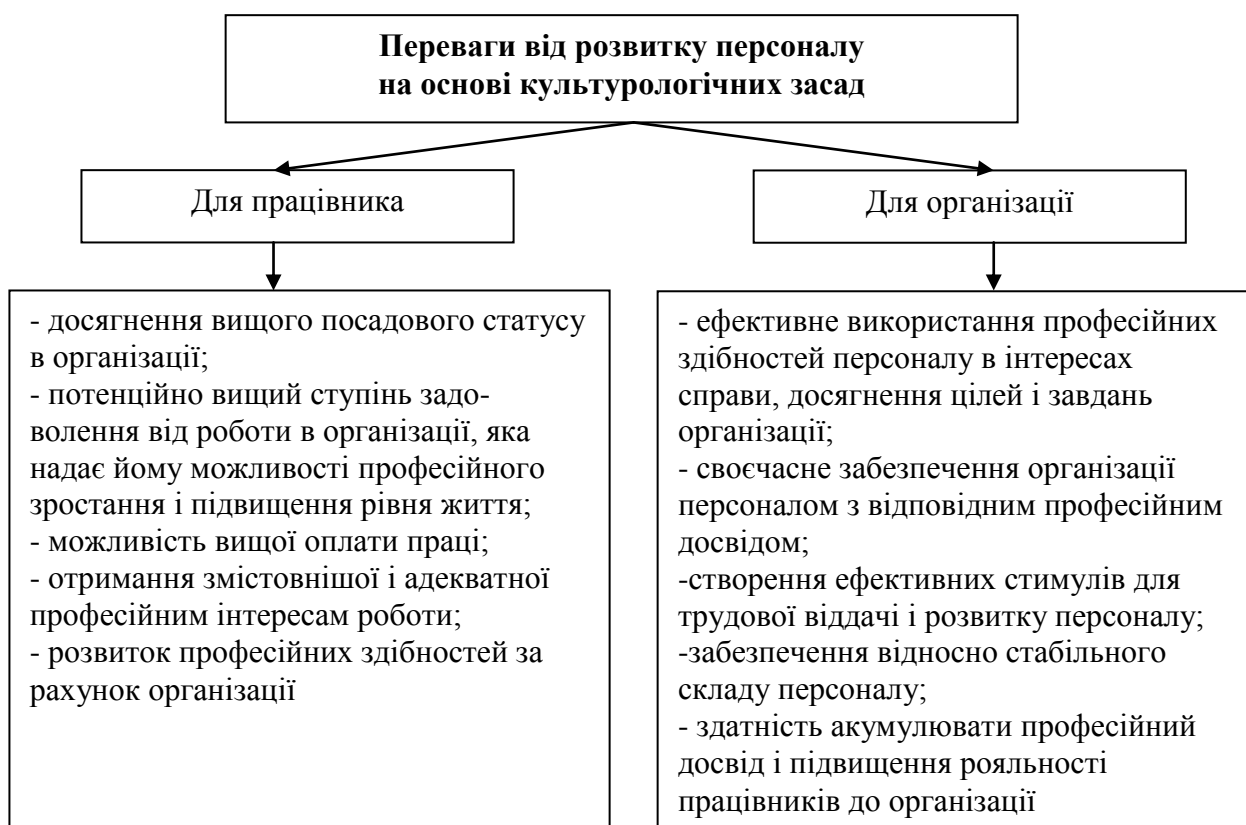 Переваги від розвитку персоналу
на основі культурологічних засад
Для працівника
Для організації
- досягнення вищого посадового статусу
в організації;
- потенційно вищий ступінь задо-
волення від роботи в організації, яка
надає йому можливості професійного
зростання і підвищення рівня життя;
- можливість вищої оплати праці;
- отримання змістовнішої і адекватної
професійним інтересам роботи;
- розвиток професійних здібностей за
рахунок організації
- ефективне використання професійних
здібностей персоналу в інтересах
справи, досягнення цілей і завдань
організації;
- своєчасне забезпечення організації
персоналом з відповідним професійним
досвідом;
-створення ефективних стимулів для
трудової віддачі і розвитку персоналу;
-забезпечення відносно стабільного
складу персоналу;
- здатність акумулювати професійний
досвід і підвищення рояльності
працівників до організації